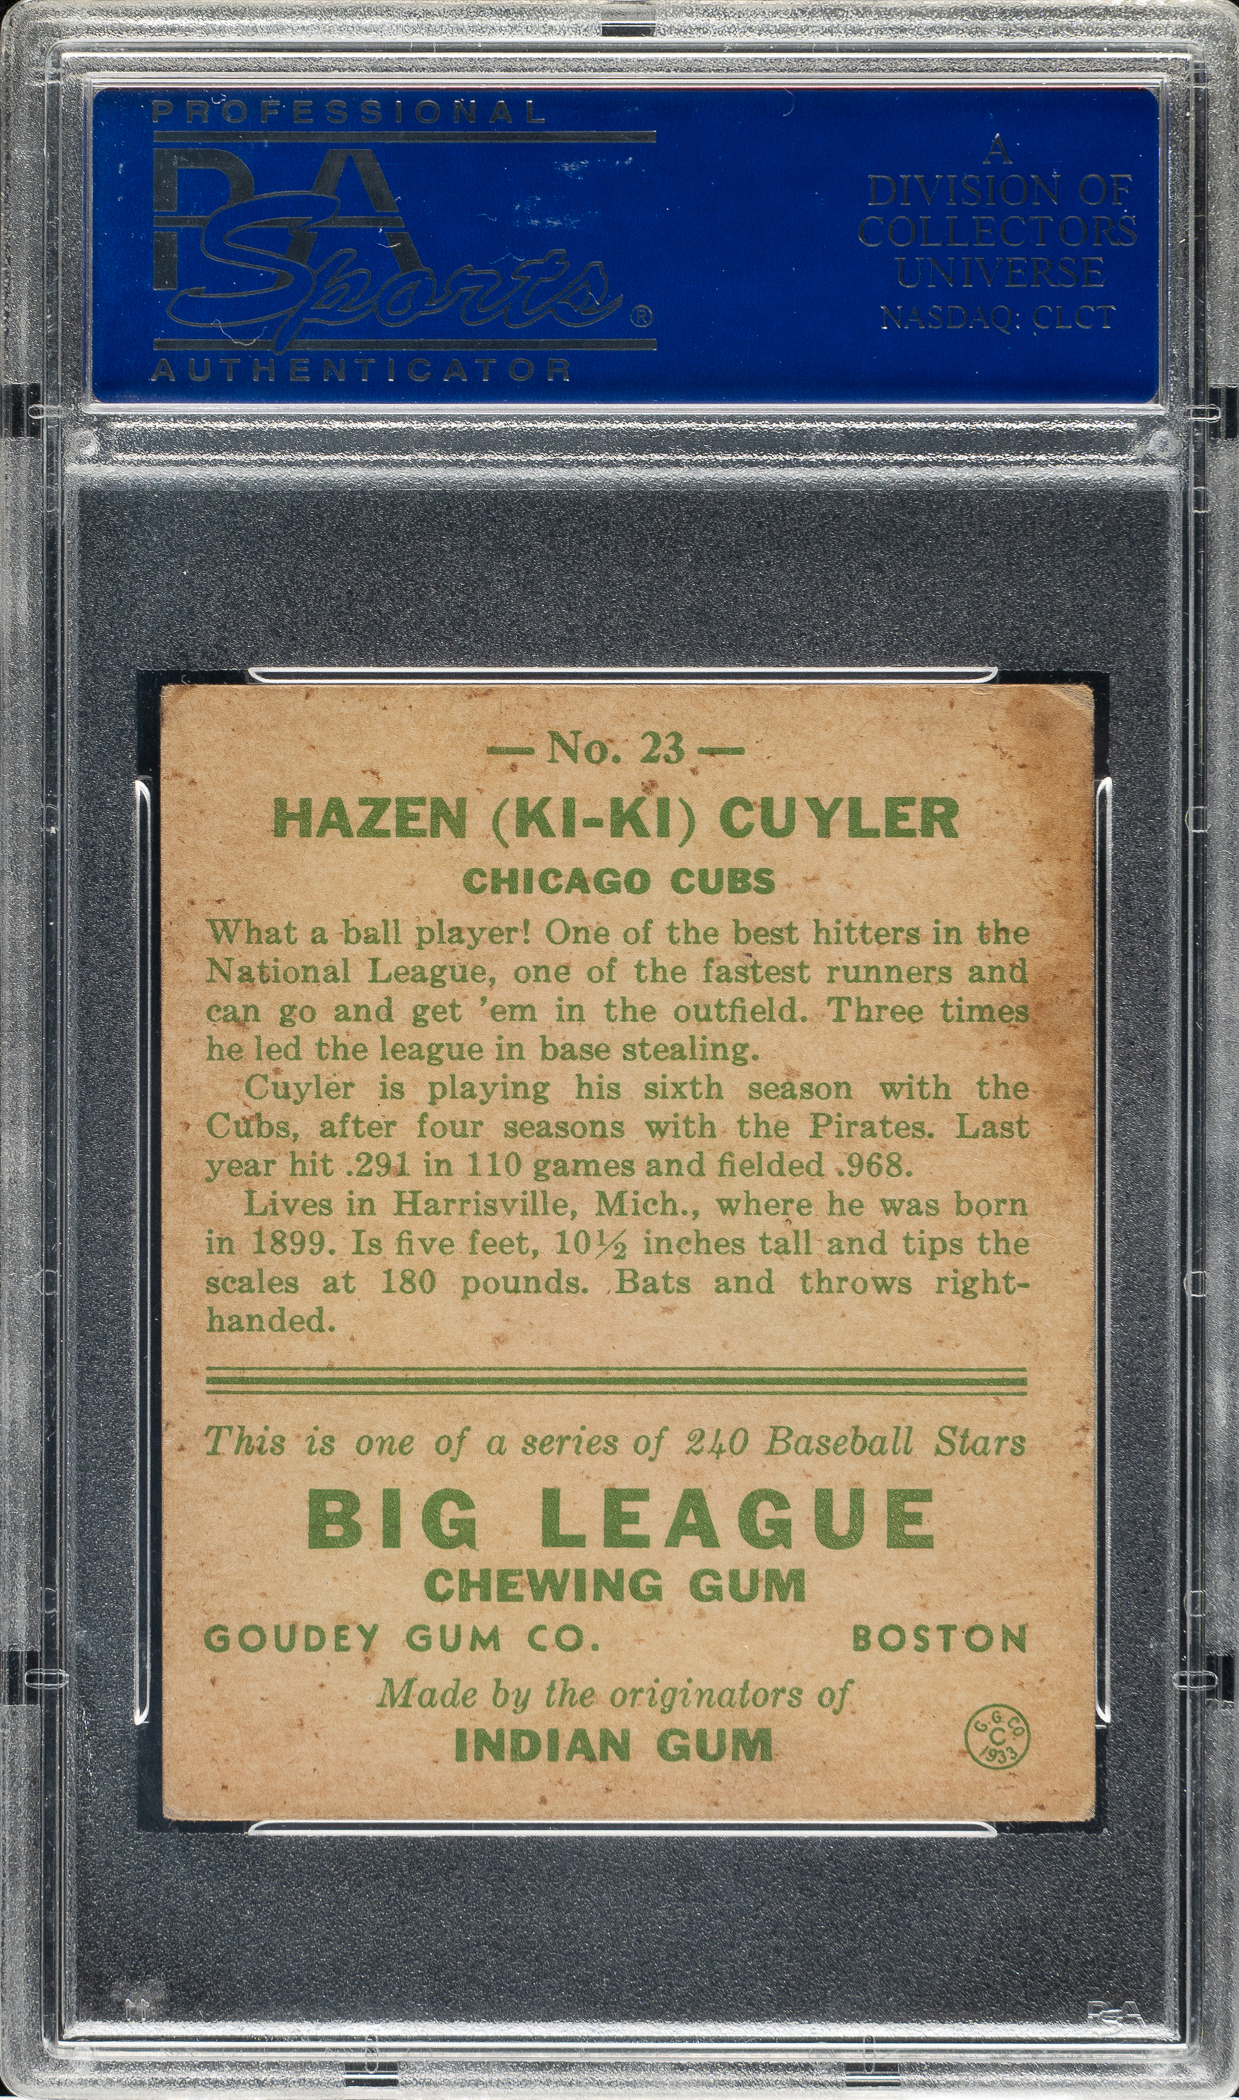 PROFESSIONAL
PSA
Sports®
AUTHENTICATOR
A
DIVISION OF
COLLECTORS
UNIVERSE
NASDAQ: CLCT
— No. 23 —
HAZEN (KI-KI) CUYLER
CHICAGO CUBS
What a ball player! One of the best hitters in the
National League, one of the fastest runners and
can go and get 'em in the outfield. Three times
he led the league in base stealing.
Cuyler is playing his sixth season with the
Cubs, after four seasons with the Pirates. Last
year hit .291 in 110 games and fielded .968.
Lives in Harrisville, Mich., where he was born
in 1899. Is five feet, 10½ inches tall and tips the
scales at 180 pounds. Bats and throws right-
handed.
This is one of a series of 240 Baseball Stars
BIG LEAGUE
CHEWING GUM
GOUDEY GUM CO. BOSTON
Made by the originators of
INDIAN GUM
G. G. CO.
C
1933
PSA